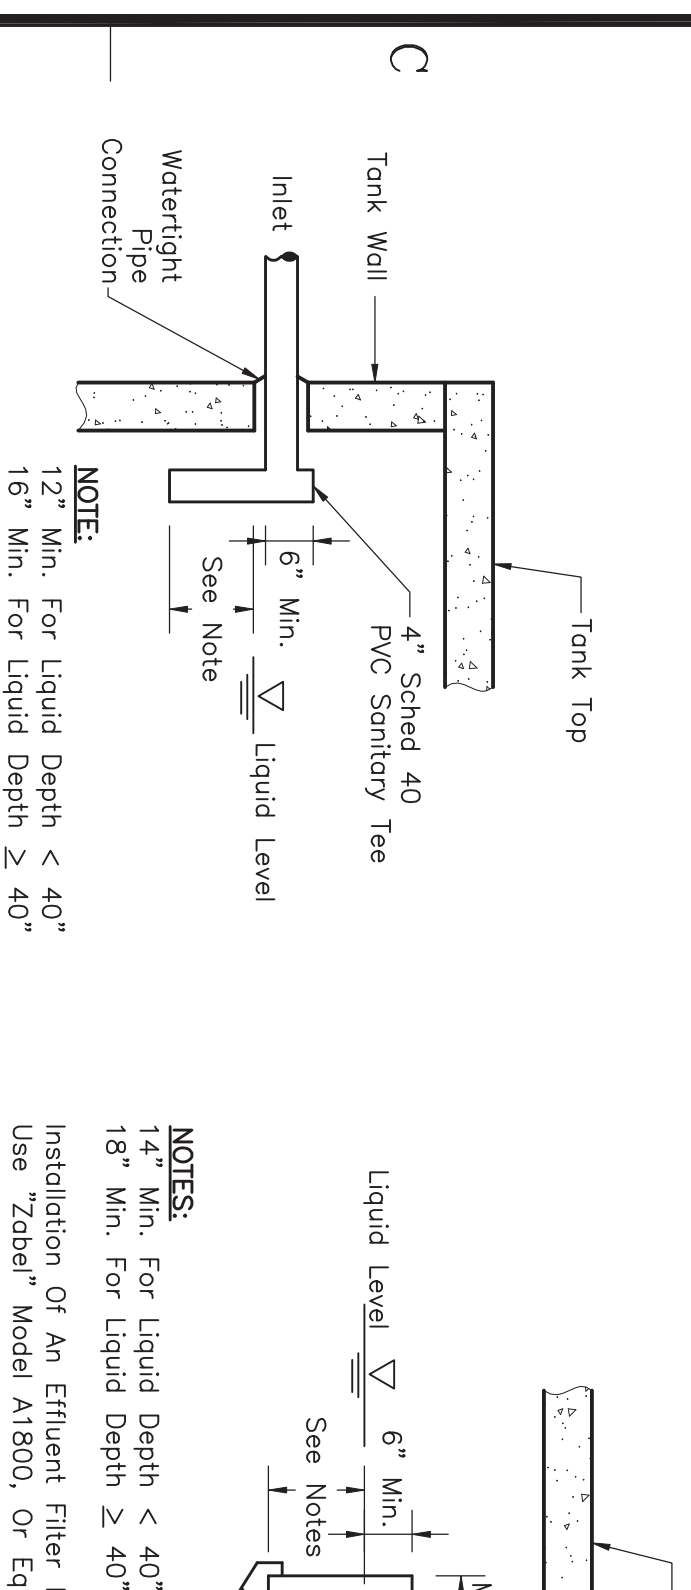 C
Tank Wall
Inlet
Watertight
Pipe
Connection
Tank Top
4” Sched 40
PVC Sanitary Tee
6” Min.
See Note
Liquid Level
NOTE:
12” Min. For Liquid Depth < 40”
16” Min. For Liquid Depth ≥ 40”
Liquid Level
6” Min.
See Notes
NOTES:
14” Min. For Liquid Depth < 40”
18” Min. For Liquid Depth ≥ 40”
Installation Of An Effluent Filter
Use ”Zabel” Model A1800, Or Eq